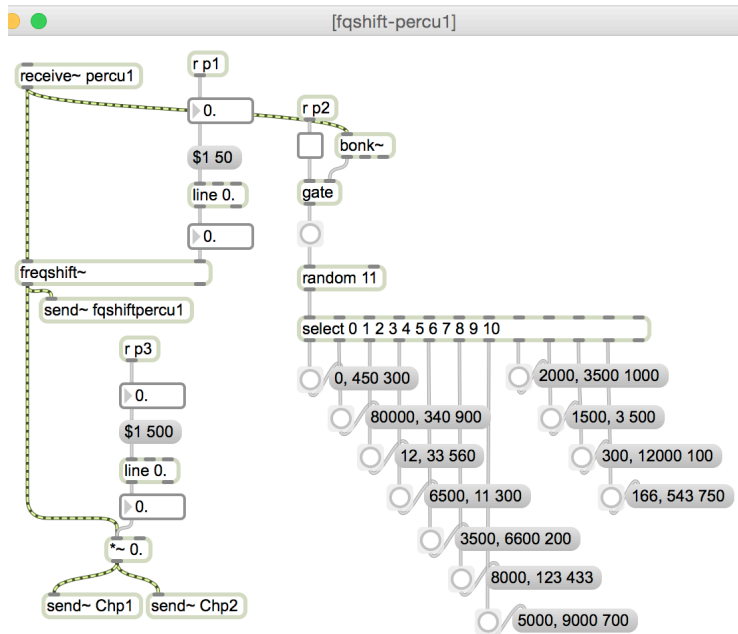 [fqshift-percu1]
receive~ percu1
r p1
0.
$1 50
line 0.
0.
r p2
bonk~
gate
random 11
select 0 1 2 3 4 5 6 7 8 9 10
freqshift~
send~ fqshiftpercu1
r p3
0.
$1 500
line 0.
0.
*~ 0.
send~ Chp1
send~ Chp2
0, 450 300
80000, 340 900
12, 33 560
6500, 11 300
3500, 6600 200
8000, 123 433
5000, 9000 700
2000, 3500 1000
1500, 3 500
300, 12000 100
166, 543 750